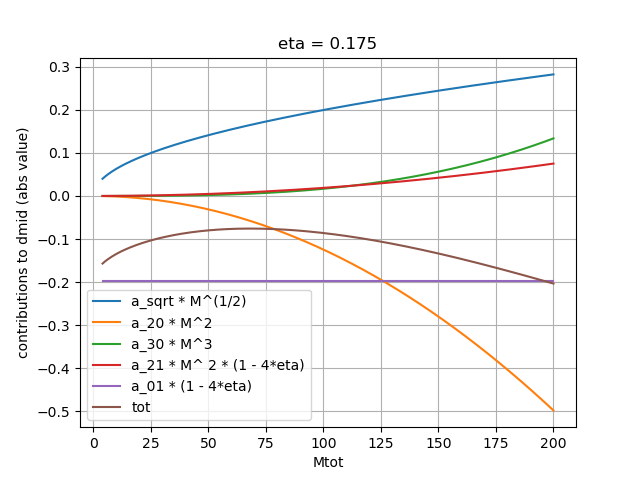 eta = 0.175
contributions to dmid (abs value)
0.3
0.2
0.1
0.0
−0.1
−0.2
−0.3
−0.4
−0.5
a_sqrt * M^(1/2)
a_20 * M^2
a_30 * M^3
a_21 * M^ 2 * (1 - 4*eta)
a_01 * (1 - 4*eta)
tot
0 25 50 75 100 125 150 175 200
Mtot